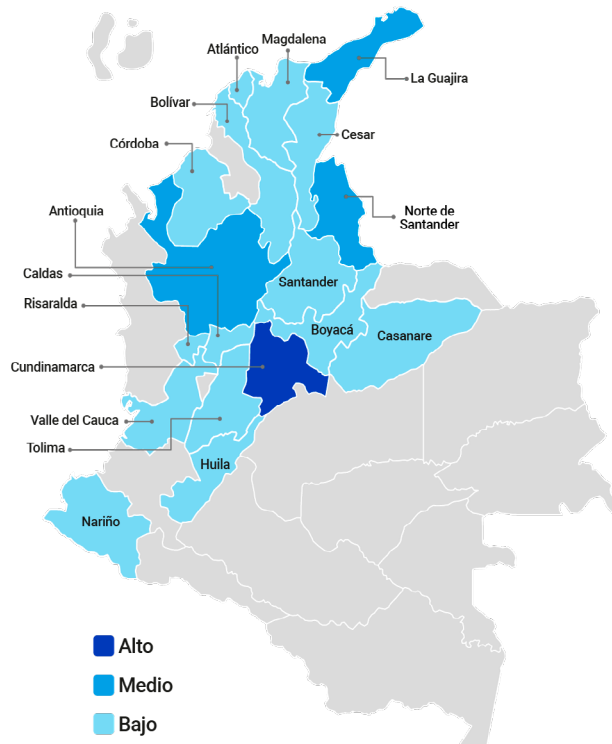 Magdalena
Atlántico
La Guajira
Bolívar
Cesar
Córdoba
Antioquia
Norte de
Santander
Caldas
Santander
Risaralda
Boyacá
Casanare
Cundinamarca
Valle del Cauca
Tolima
Huila
Nariño
Alto
Medio
Bajo